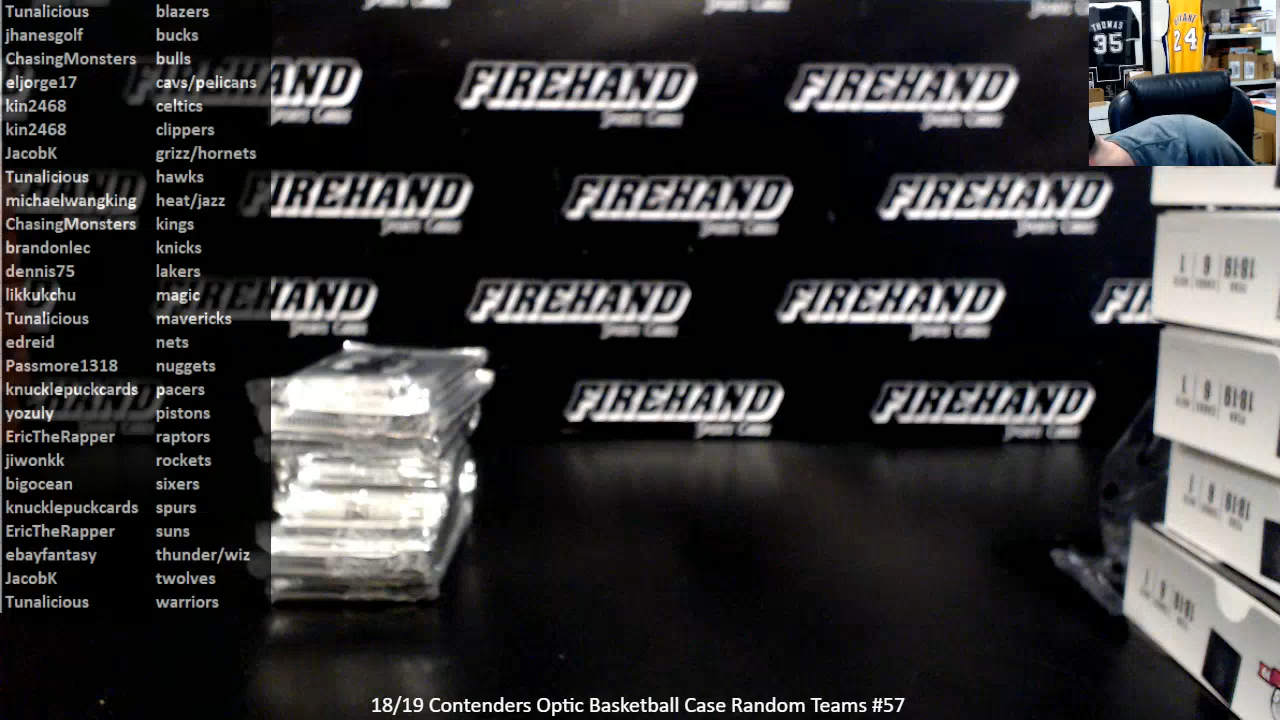 Tunalicious blazers
jhanesgolf bucks
ChasingMonsters bulls
eljorge17 cavs/pelicans
kin2468 celtics
kin2468 clippers
JacobK grizz/hornets
Tunalicious hawks
michaelwangking heat/jazz
ChasingMonsters kings
brandonlec knicks
dennis75 lakers
likkukchu magic
Tunalicious mavericks
edreid nets
Passmore1318 nuggets
knucklepuckcards pacers
yozuly pistons
EricTheRapper raptors
jiwonkk rockets
bigocean sixers
knucklepuckcards spurs
EricTheRapper suns
ebayfantasy thunder/wiz
JacobK twolves
Tunalicious warriors
THOMAS
35
24
FIREHAND FIREHAND
FIREHAND FIREHAND FIREHAND
FIREHAND FIREHAND
FIREHAND FIREHAND
18/19 Contenders Optic Basketball Case Random Teams #57